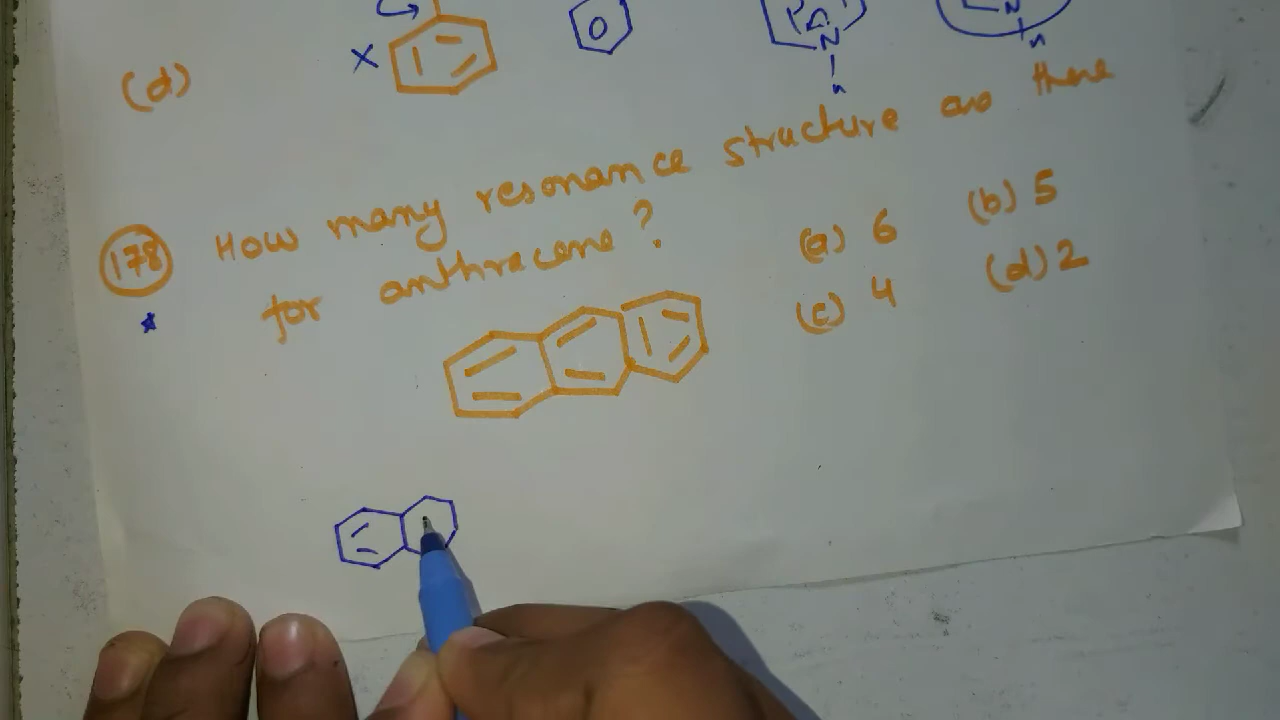 (d)
X
N
N
n
n
178 How many resonance structure are there
for anthracene?
(a) 6 (b) 5
(c) 4 (d) 2